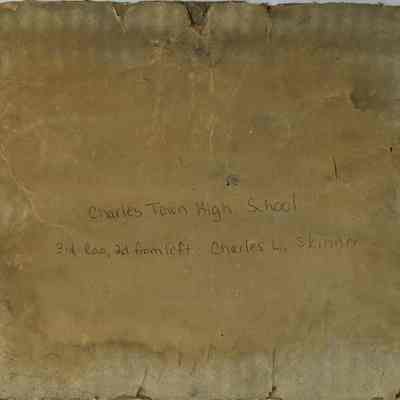 Charles Town High School
3rd Row, 2d from left. Charles L. Skinner